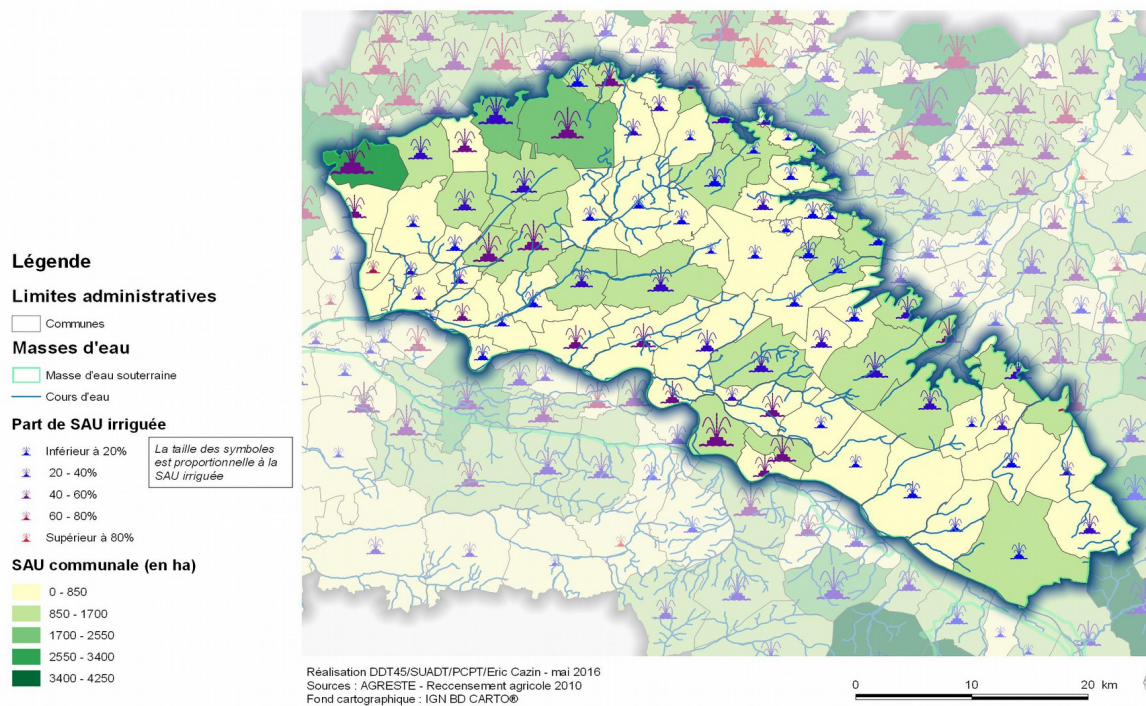 Légende
Limites administratives
Communes
Masses d'eau
Masse d'eau souterraine
Cours d'eau
Part de SAU irriguée
Inférieur à 20%
20 - 40%
40 - 60%
60 - 80%
Supérieur à 80%
La taille des symboles
est proportionnelle à la
SAU irriguée
SAU communale (en ha)
0 - 850
850 - 1700
1700 - 2550
2550 - 3400
3400 - 4250
Réalisation DDT45/SUADT/PCPT/Eric Cazin - mai 2016
Sources : AGRESTE - Reccensement agricole 2010
Fond cartographique : IGN BD CARTO®
0 10 20 km